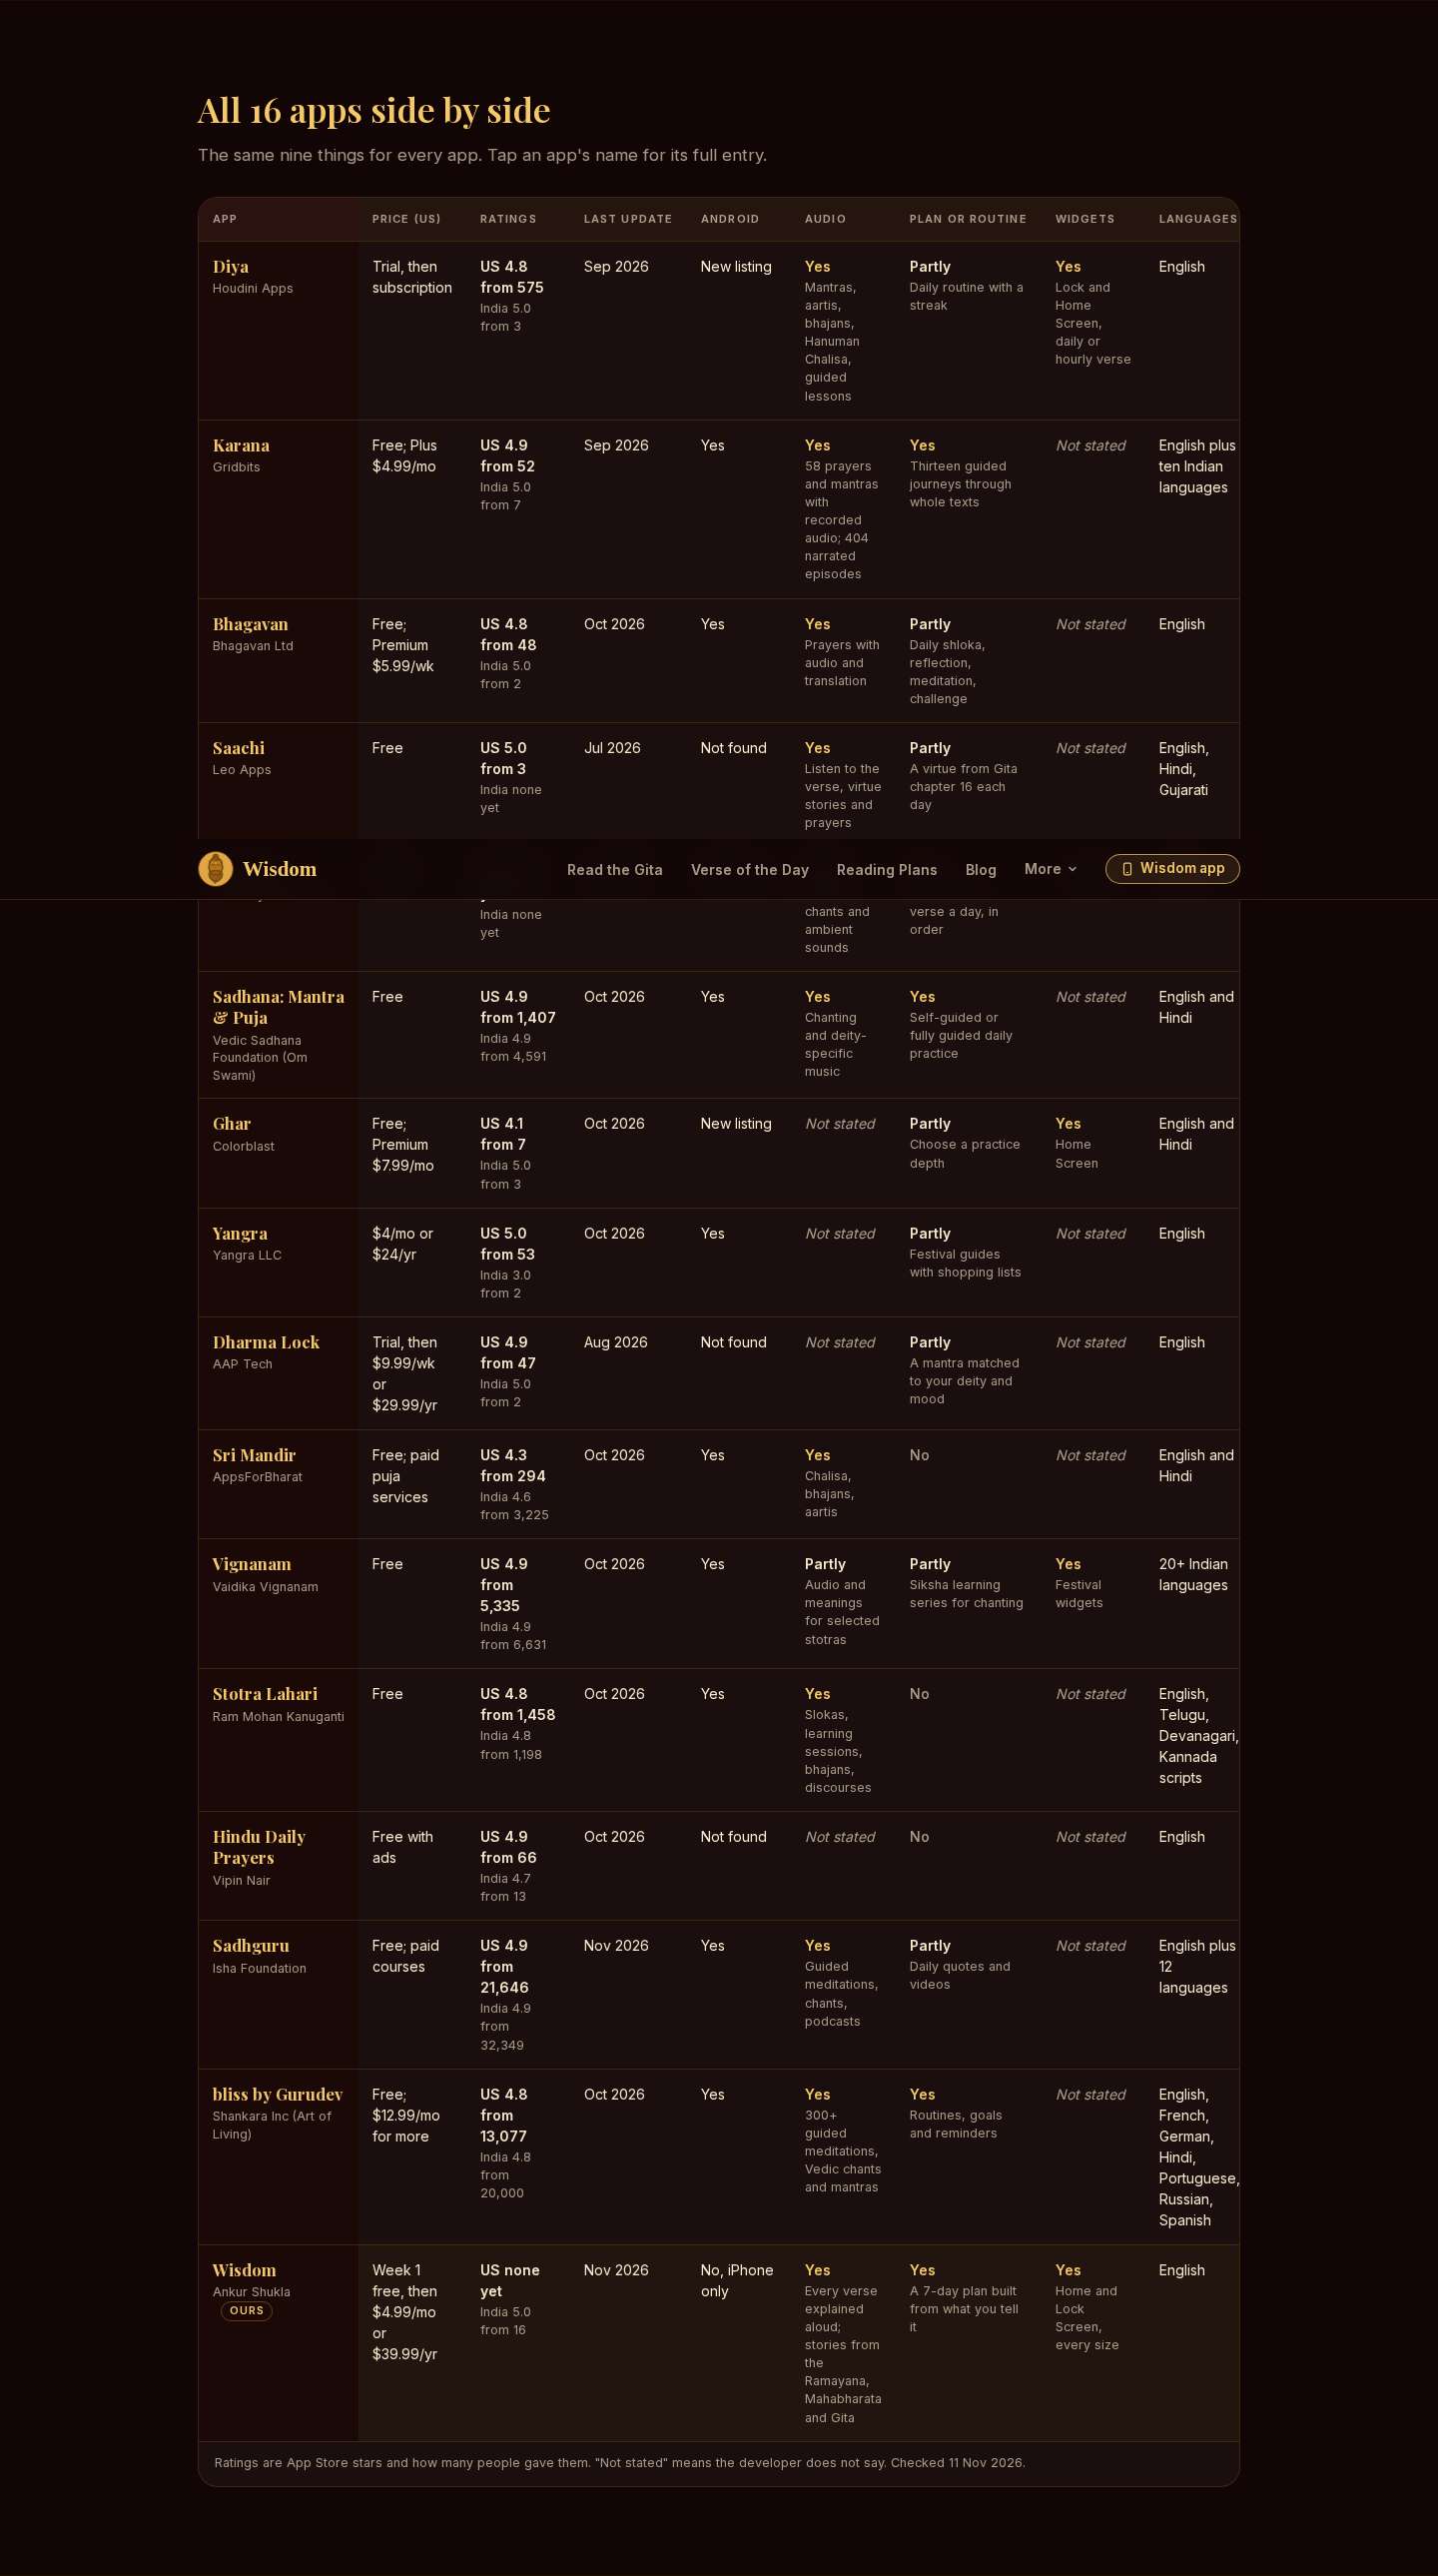 All 16 apps side by side
The same nine things for every app. Tap an app's name for its full entry.
APP PRICE (US) RATINGS LAST UPDATE ANDROID AUDIO PLAN OR ROUTINE WIDGETS LANGUAGES
Diya
Houdini Apps
Trial, then
subscription
US 4.8
from 575
India 5.0
from 3
Sep 2026
New listing
Yes
Mantras,
aartis,
bhajans,
Hanuman
Chalisa,
guided
lessons
Partly
Daily routine with a
streak
Yes
Lock and
Home
Screen,
daily or
hourly verse
English
Karana
Gridbits
Free; Plus
$4.99/mo
US 4.9
from 52
India 5.0
from 7
Sep 2026
Yes
Yes
58 prayers
and mantras
with
recorded
audio; 404
narrated
episodes
Yes
Thirteen guided
journeys through
whole texts
Not stated
English plus
ten Indian
languages
Bhagavan
Bhagavan Ltd
Free;
Premium
$5.99/wk
US 4.8
from 48
India 5.0
from 2
Oct 2026
Yes
Yes
Prayers with
audio and
translation
Partly
Daily shloka,
reflection,
meditation,
challenge
Not stated
English
Saachi
Leo Apps
Free
US 5.0
from 3
India none
yet
Jul 2026
Not found
Yes
Listen to the
verse, virtue
stories and
prayers
Partly
A virtue from Gita
chapter 16 each
day
Not stated
English,
Hindi,
Gujarati
Wisdom
Read the Gita Verse of the Day Reading Plans Blog More Wisdom app
India none
yet
chants and
ambient
sounds
verse a day, in
order
Sadhana: Mantra
& Puja
Vedic Sadhana
Foundation (Om
Swami)
Free
US 4.9
from 1,407
India 4.9
from 4,591
Oct 2026
Yes
Yes
Chanting
and deity-
specific
music
Yes
Self-guided or
fully guided daily
practice
Not stated
English and
Hindi
Ghar
Colorblast
Free;
Premium
$7.99/mo
US 4.1
from 7
India 5.0
from 3
Oct 2026
New listing
Not stated
Partly
Choose a practice
depth
Yes
Home
Screen
English and
Hindi
Yangra
Yangra LLC
$4/mo or
$24/yr
US 5.0
from 53
India 3.0
from 2
Oct 2026
Yes
Not stated
Partly
Festival guides
with shopping lists
Not stated
English
Dharma Lock
AAP Tech
Trial, then
$9.99/wk
or
$29.99/yr
US 4.9
from 47
India 5.0
from 2
Aug 2026
Not found
Not stated
Partly
A mantra matched
to your deity and
mood
Not stated
English
Sri Mandir
AppsForBharat
Free; paid
puja
services
US 4.3
from 294
India 4.6
from 3,225
Oct 2026
Yes
Yes
Chalisa,
bhajans,
aartis
No
Not stated
English and
Hindi
Vignanam
Vaidika Vignanam
Free
US 4.9
from
5,335
India 4.9
from 6,631
Oct 2026
Yes
Partly
Audio and
meanings
for selected
stotras
Partly
Siksha learning
series for chanting
Yes
Festival
widgets
20+ Indian
languages
Stotra Lahari
Ram Mohan Kanuganti
Free
US 4.8
from 1,458
India 4.8
from 1,198
Oct 2026
Yes
Yes
Slokas,
learning
sessions,
bhajans,
discourses
No
Not stated
English,
Telugu,
Devanagari,
Kannada
scripts
Hindu Daily
Prayers
Vipin Nair
Free with
ads
US 4.9
from 66
India 4.7
from 13
Oct 2026
Not found
Not stated
No
Not stated
English
Sadhguru
Isha Foundation
Free; paid
courses
US 4.9
from
21,646
India 4.9
from
32,349
Nov 2026
Yes
Yes
Guided
meditations,
chants,
podcasts
Partly
Daily quotes and
videos
Not stated
English plus
12
languages
bliss by Gurudev
Shankara Inc (Art of
Living)
Free;
$12.99/mo
for more
US 4.8
from
13,077
India 4.8
from
20,000
Oct 2026
Yes
Yes
300+
guided
meditations,
Vedic chants
and mantras
Yes
Routines, goals
and reminders
Not stated
English,
French,
German,
Hindi,
Portuguese,
Russian,
Spanish
Wisdom
Ankur Shukla
OURS
Week 1
free, then
$4.99/mo
or
$39.99/yr
US none
yet
India 5.0
from 16
Nov 2026
No, iPhone
only
Yes
Every verse
explained
aloud;
stories from
the
Ramayana,
Mahabharata
and Gita
Yes
A 7-day plan built
from what you tell
it
Yes
Home and
Lock
Screen,
every size
English
Ratings are App Store stars and how many people gave them. "Not stated" means the developer does not say. Checked 11 Nov 2026.